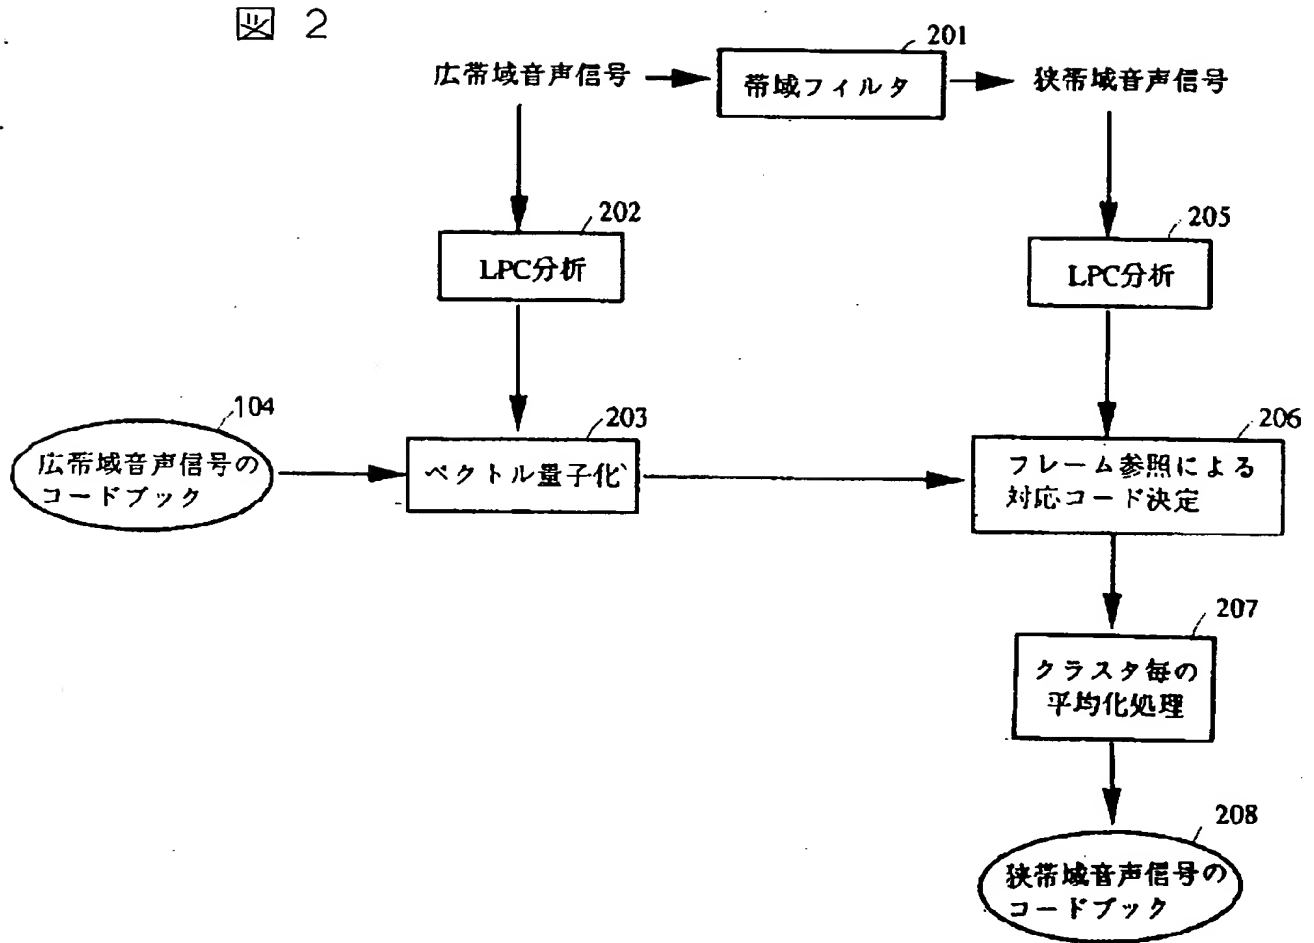 図 2
201
広帯域音声信号
帯域フィルタ
狭帯域音声信号
202
205
LPC分析
LPC分析
104
203
206
広帯域音声信号の
コードブック
ベクトル量子化
フレーム参照による
対応コード決定
207
クラスタ毎の
平均化処理
208
狭帯域音声信号の
コードブック